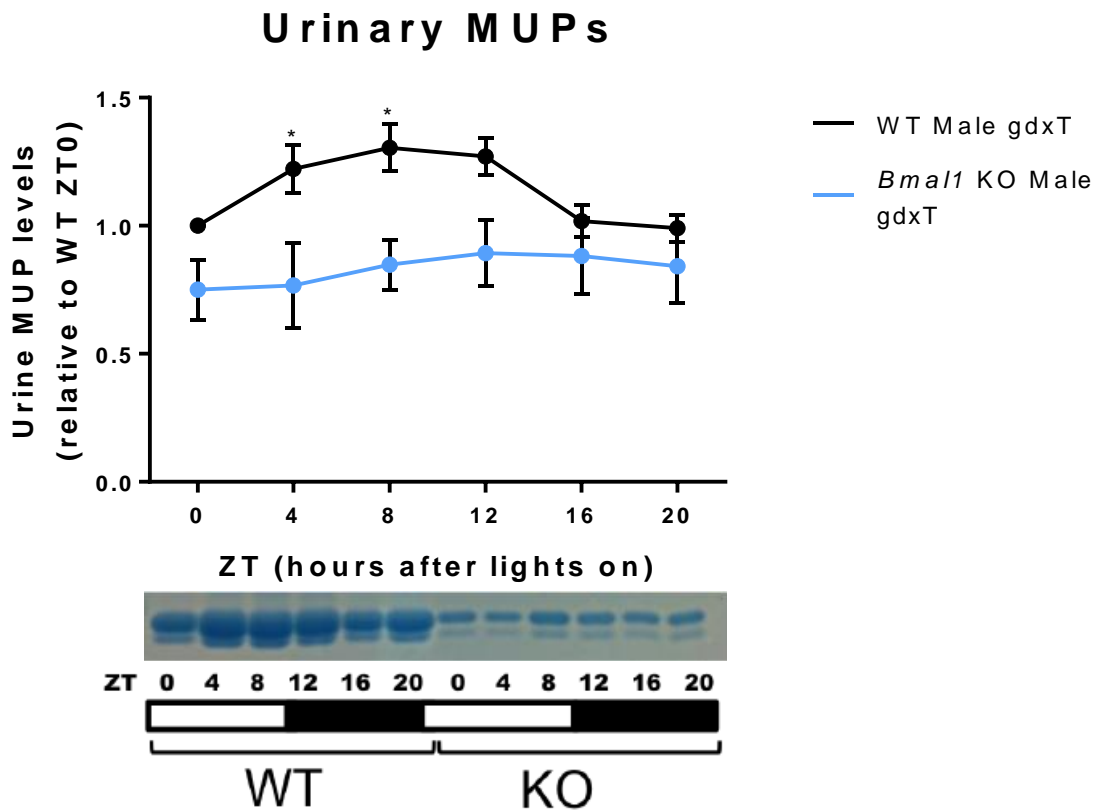 Urinary MUPs
Urine MUP levels
(relative to WT ZT0)
1.5
1.0
0.5
0.0
*
*
0 4 8 12 16 20
ZT (hours after lights on)
WT Male gdxT
Bmal1 KO Male
gdxT
ZT 0 4 8 12 16 20 0 4 8 12 16 20
WT KO